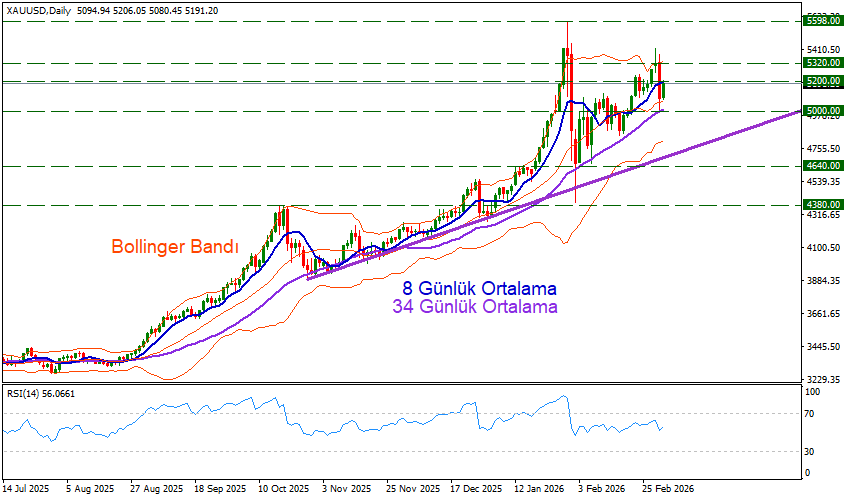 XAUUSD,Daily 5094.94 5206.05 5080.45 5191.20
5598.00
5410.50
5320.00
5200.00
5000.00
4755.50
4640.00
4539.35
4380.00
4316.65
4100.50
3884.35
3661.65
3445.50
3229.35
Bollinger Bandı
8 Günlük Ortalama
34 Günlük Ortalama
RSI(14) 56.0661
100
70
30
0
14 Jul 2025
5 Aug 2025
27 Aug 2025
18 Sep 2025
10 Oct 2025
3 Nov 2025
25 Nov 2025
17 Dec 2025
12 Jan 2026
3 Feb 2026
25 Feb 2026